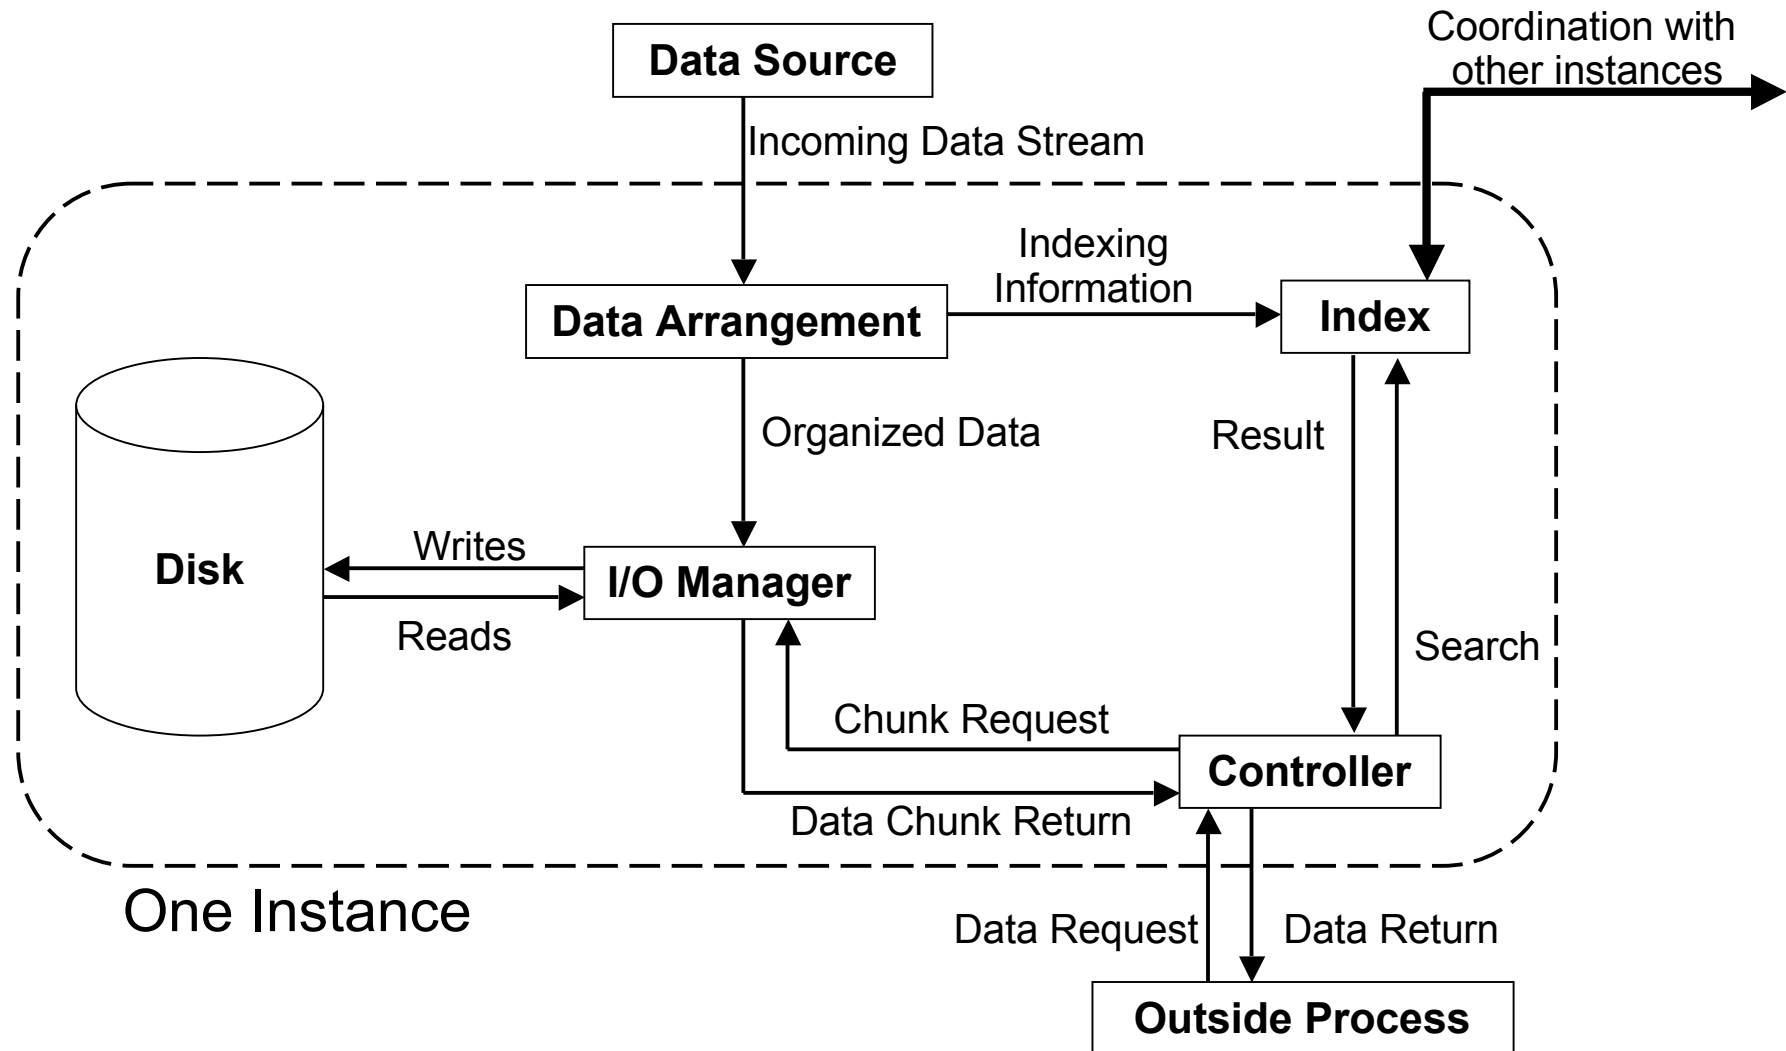 Coordination with
other instances
Data Source
Incoming Data Stream
Indexing
Information
Data Arrangement
Index
Organized Data
Result
Writes
Disk
I/O Manager
Reads
Search
Chunk Request
Controller
Data Chunk Return
One Instance
Data Request
Data Return
Outside Process